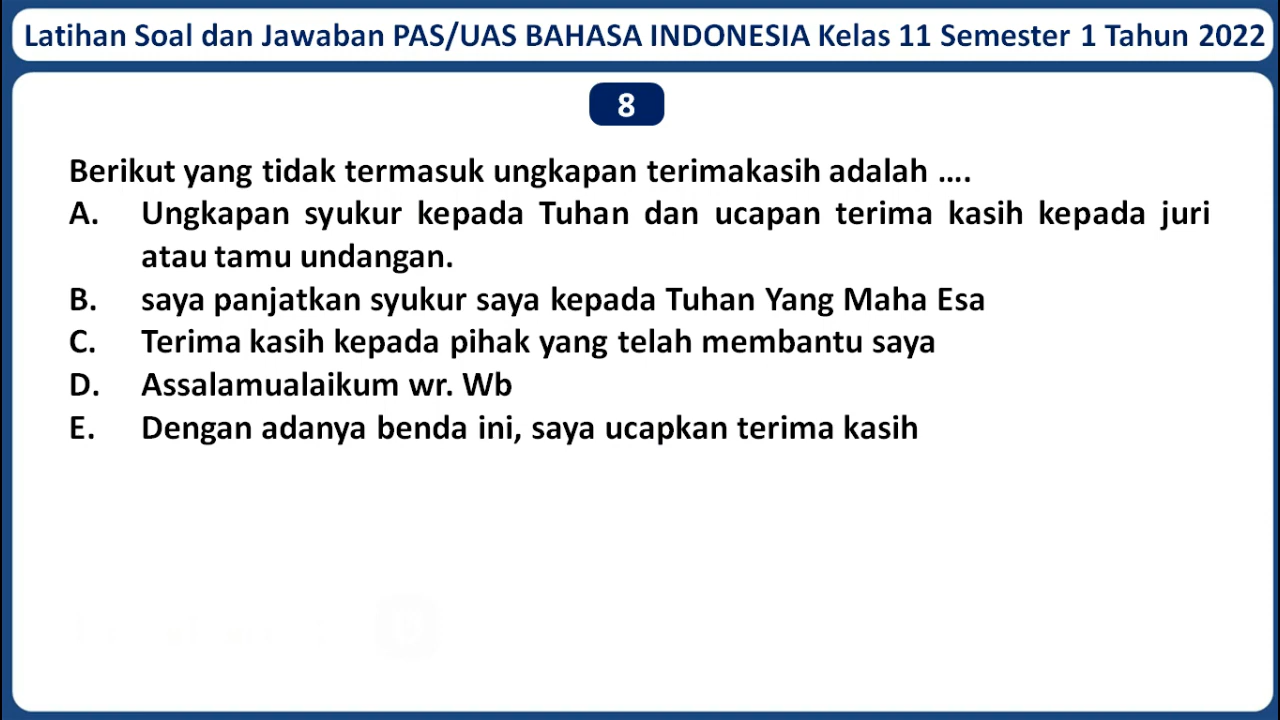 Latihan Soal dan Jawaban PAS/UAS BAHASA INDONESIA Kelas 11 Semester 1 Tahun 2022
8
Berikut yang tidak termasuk ungkapan terimakasih adalah ....
A. Ungkapan syukur kepada Tuhan dan ucapan terima kasih kepada juri
atau tamu undangan.
B. saya panjatkan syukur saya kepada Tuhan Yang Maha Esa
C. Terima kasih kepada pihak yang telah membantu saya
D. Assalamualaikum wr. Wb
E. Dengan adanya benda ini, saya ucapkan terima kasih